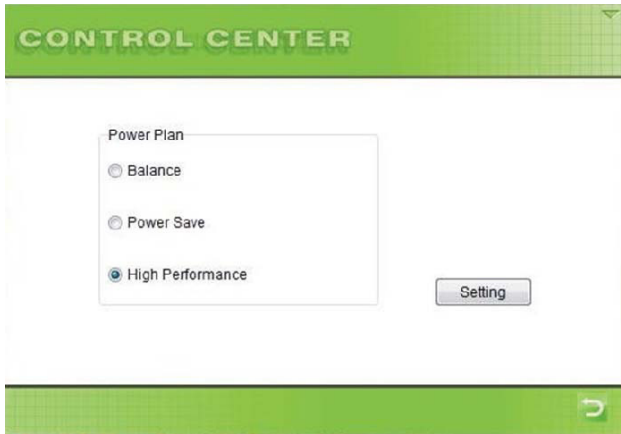 CONTROL CENTER
Power Plan
Balance
Power Save
High Performance
Setting